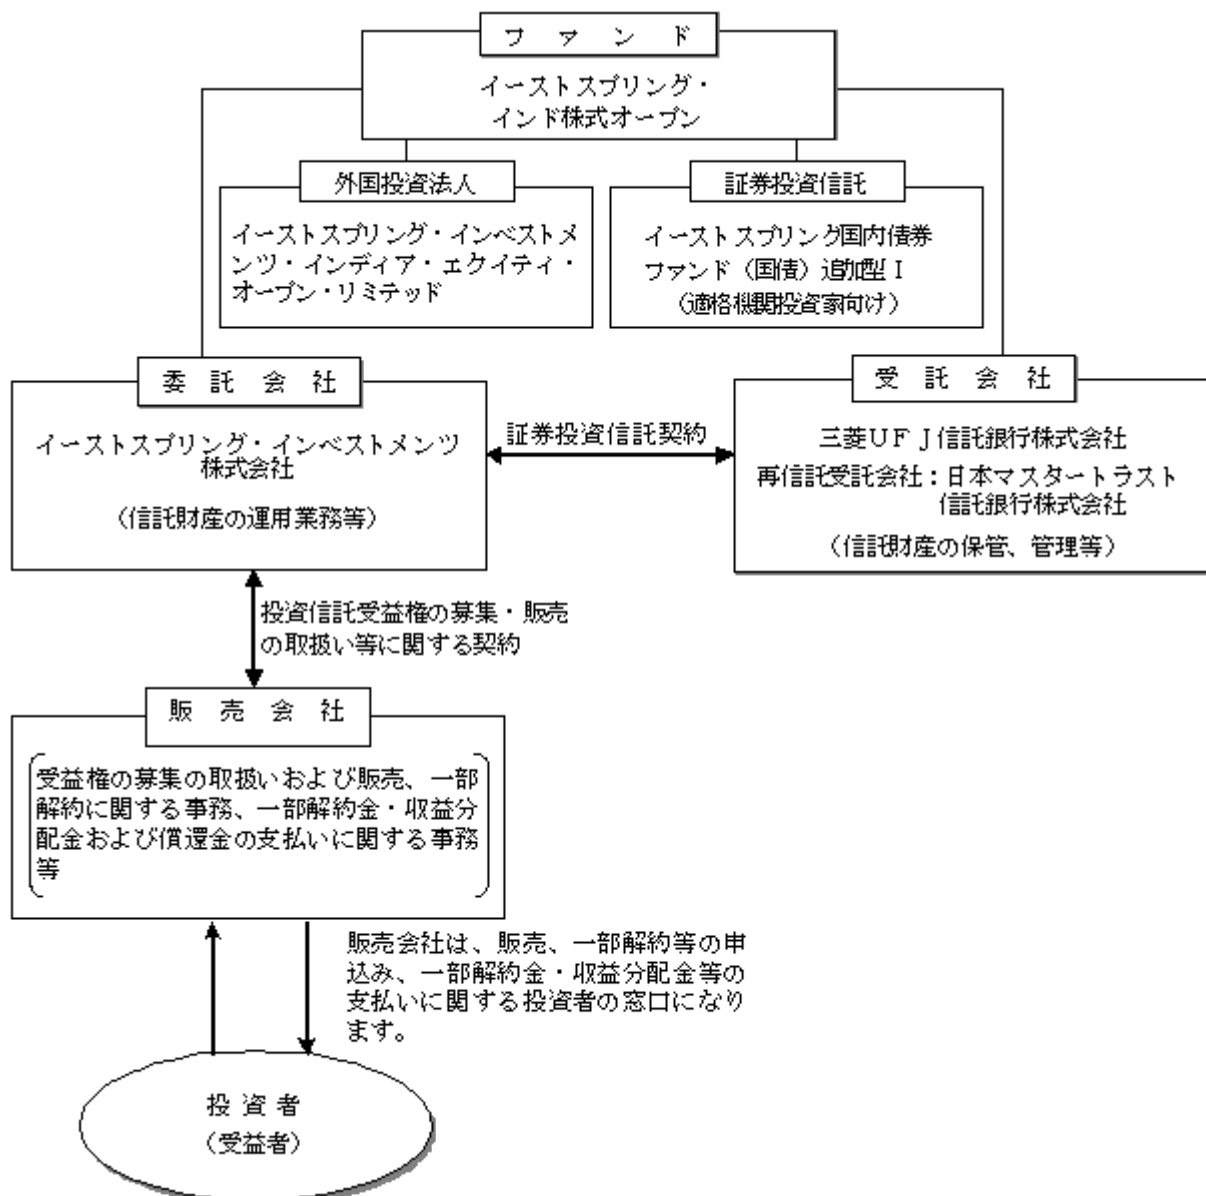 ファンド
イーストスプリング・
インド株式オープン
外国投資法人
イーストスプリング・インベストメ
ンツ・インディア・エクイティ・
オープン・リミテッド
証券投資信託
イーストスプリング国内債券
ファンド（国債）追加型Ⅰ
（適格機関投資家向け）
委託会社
イーストスプリング・インベストメンツ
株式会社
（信託財産の運用業務等）
証券投資信託契約
受託会社
三菱UFJ信託銀行株式会社
再信託受託会社：日本マスタートラスト
信託銀行株式会社
（信託財産の保管、管理等）
投資信託受益権の募集・販売
の取扱い等に関する契約
販売会社
受益権の募集の取扱いおよび販売、一部
解約に関する事務、一部解約金・収益分
配金および償還金の支払いに関する事務
等
販売会社は、販売、一部解約等の申
込み、一部解約金・収益分配金等の
支払いに関する投資者の窓口になり
ます。
投資者
（受益者）